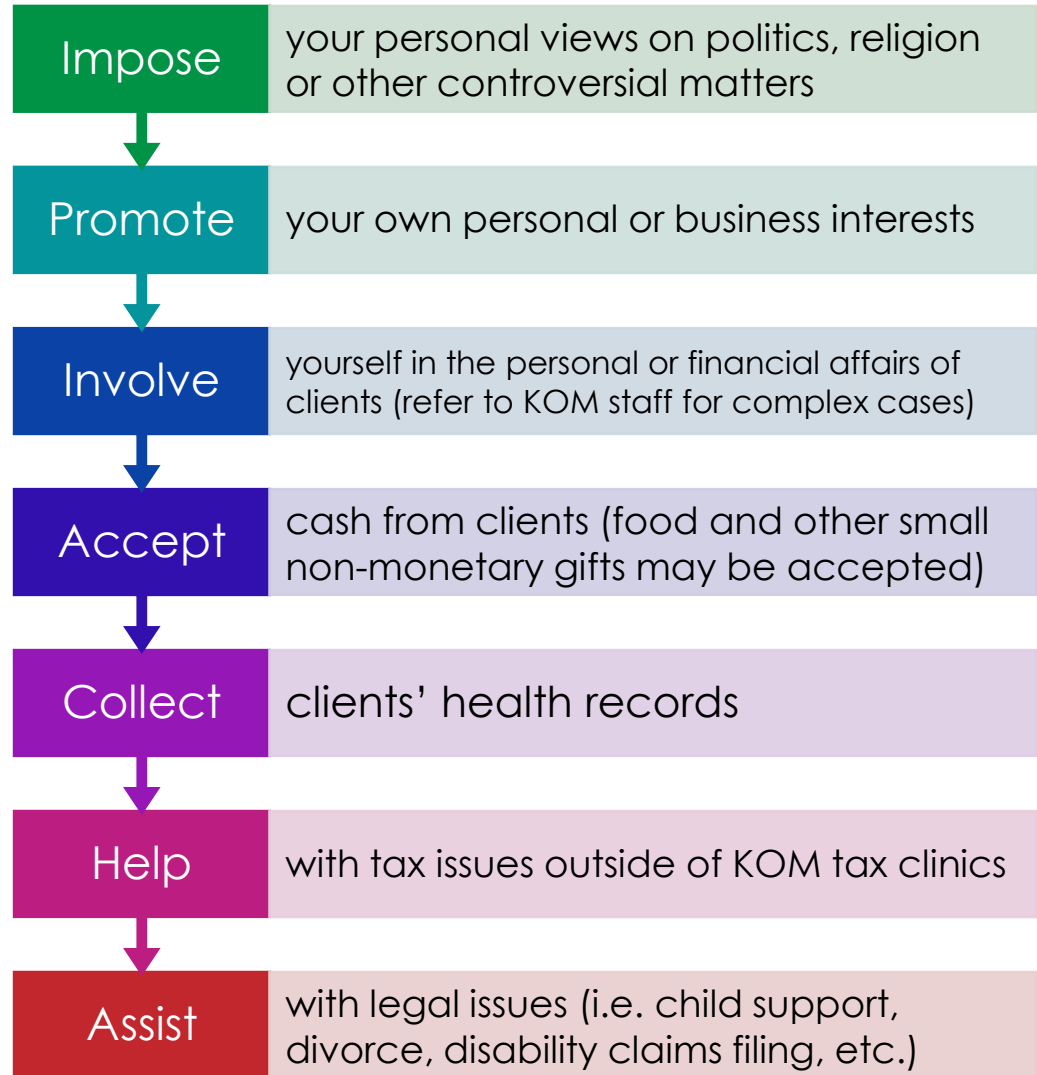 Impose
your personal views on politics, religion
or other controversial matters
Promote
your own personal or business interests
Involve
yourself in the personal or financial affairs of
clients (refer to KOM staff for complex cases)
Accept
cash from clients (food and other small
non-monetary gifts may be accepted)
Collect
clients’ health records
Help
with tax issues outside of KOM tax clinics
Assist
with legal issues (i.e. child support,
divorce, disability claims filing, etc.)